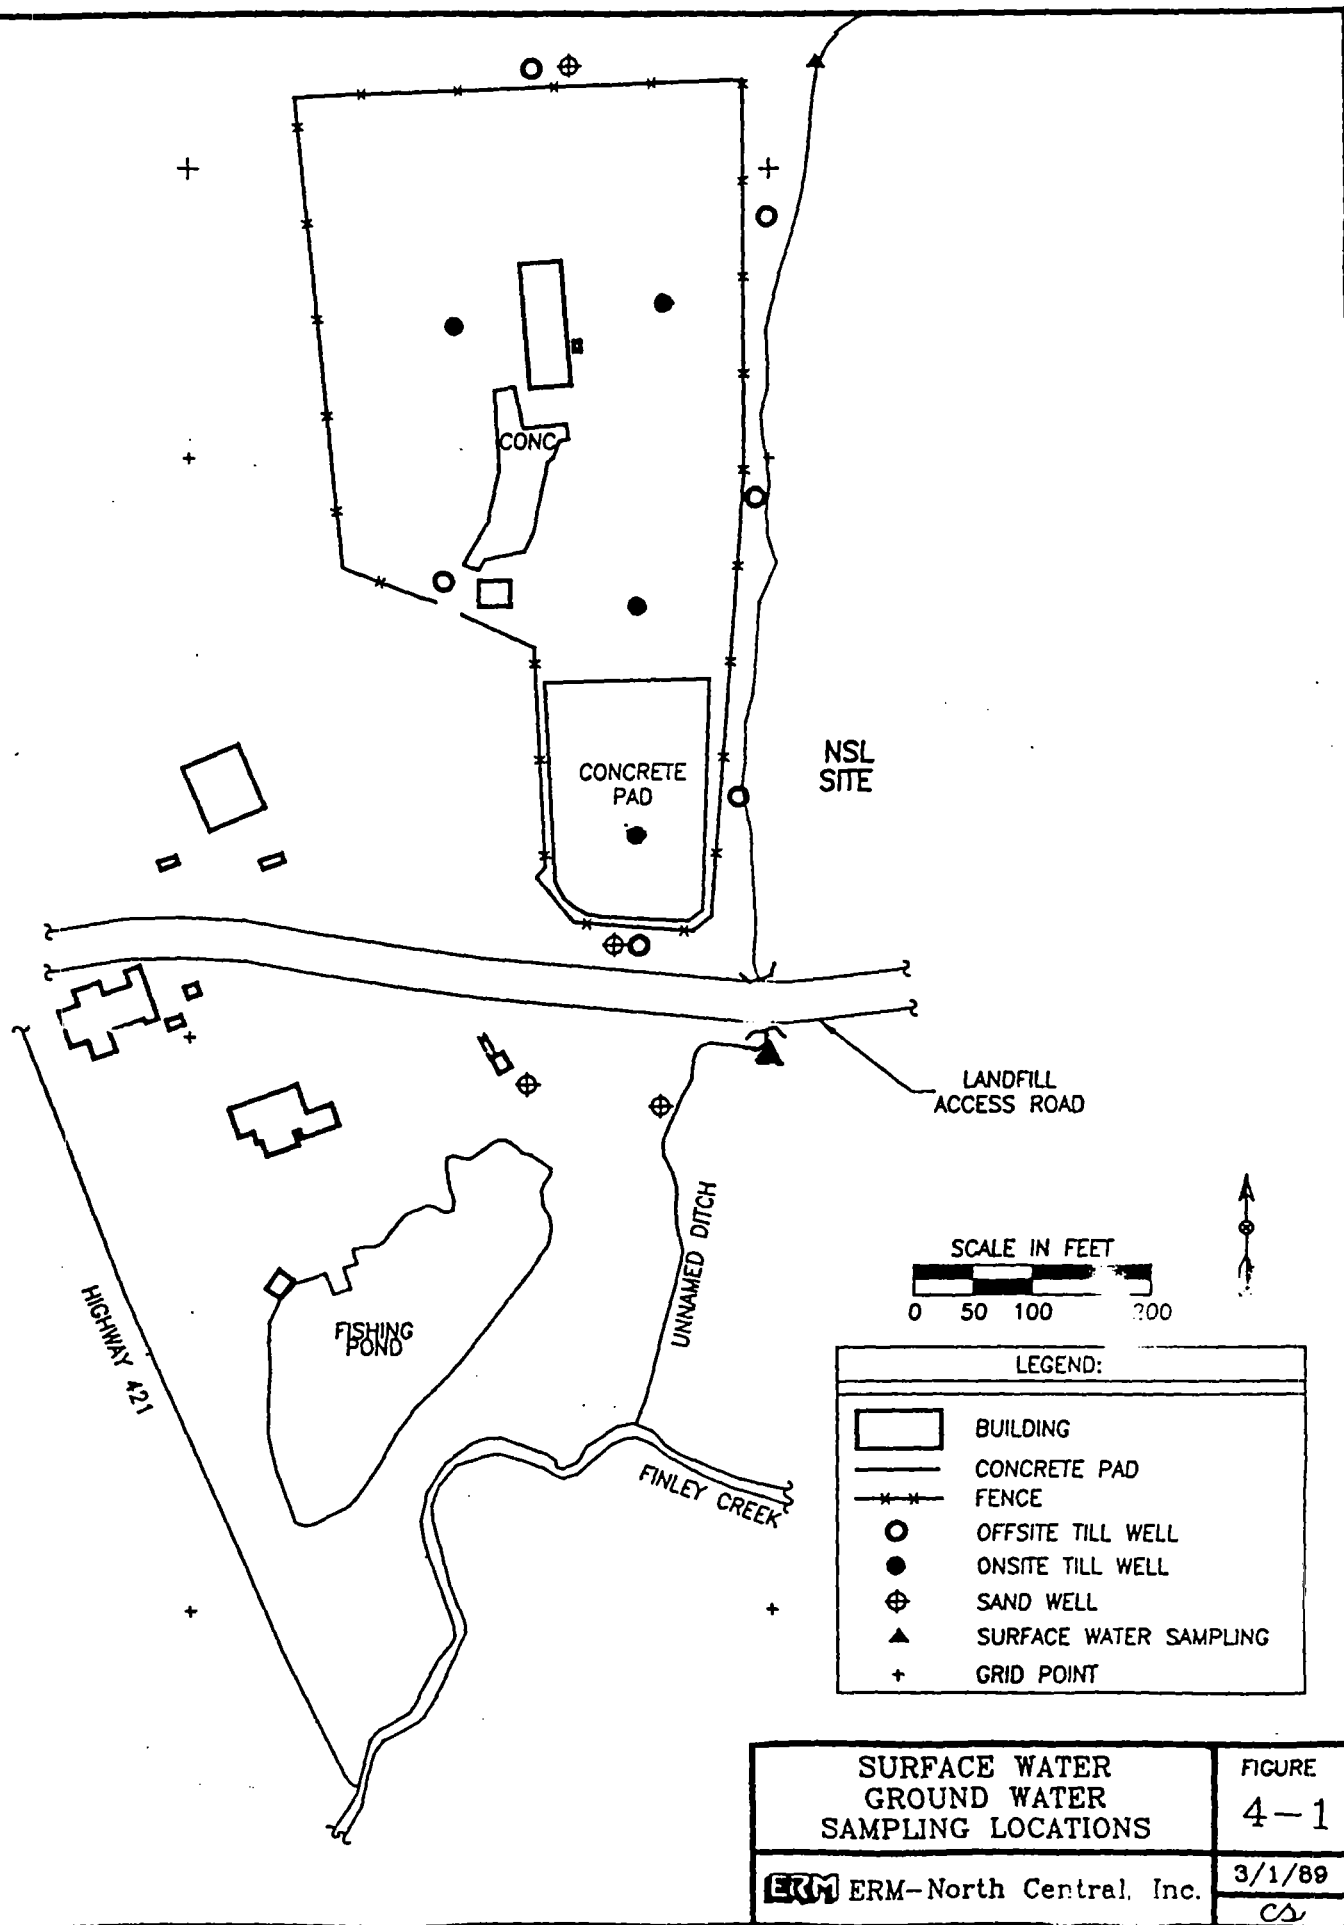 CONC
CONCRETE
PAD
NSL
SITE
LANDFILL
ACCESS ROAD
UNNAMED DITCH
HIGHWAY 421
FISHING
POND
FINLEY CREEK
SCALE IN FEET
0 50 100 200
LEGEND:
BUILDING
CONCRETE PAD
FENCE
OFFSITE TILL WELL
ONSITE TILL WELL
SAND WELL
SURFACE WATER SAMPLING
GRID POINT
SURFACE WATER
GROUND WATER
SAMPLING LOCATIONS
FIGURE
4-1
ERM ERM-North Central, Inc.
3/1/89
CS